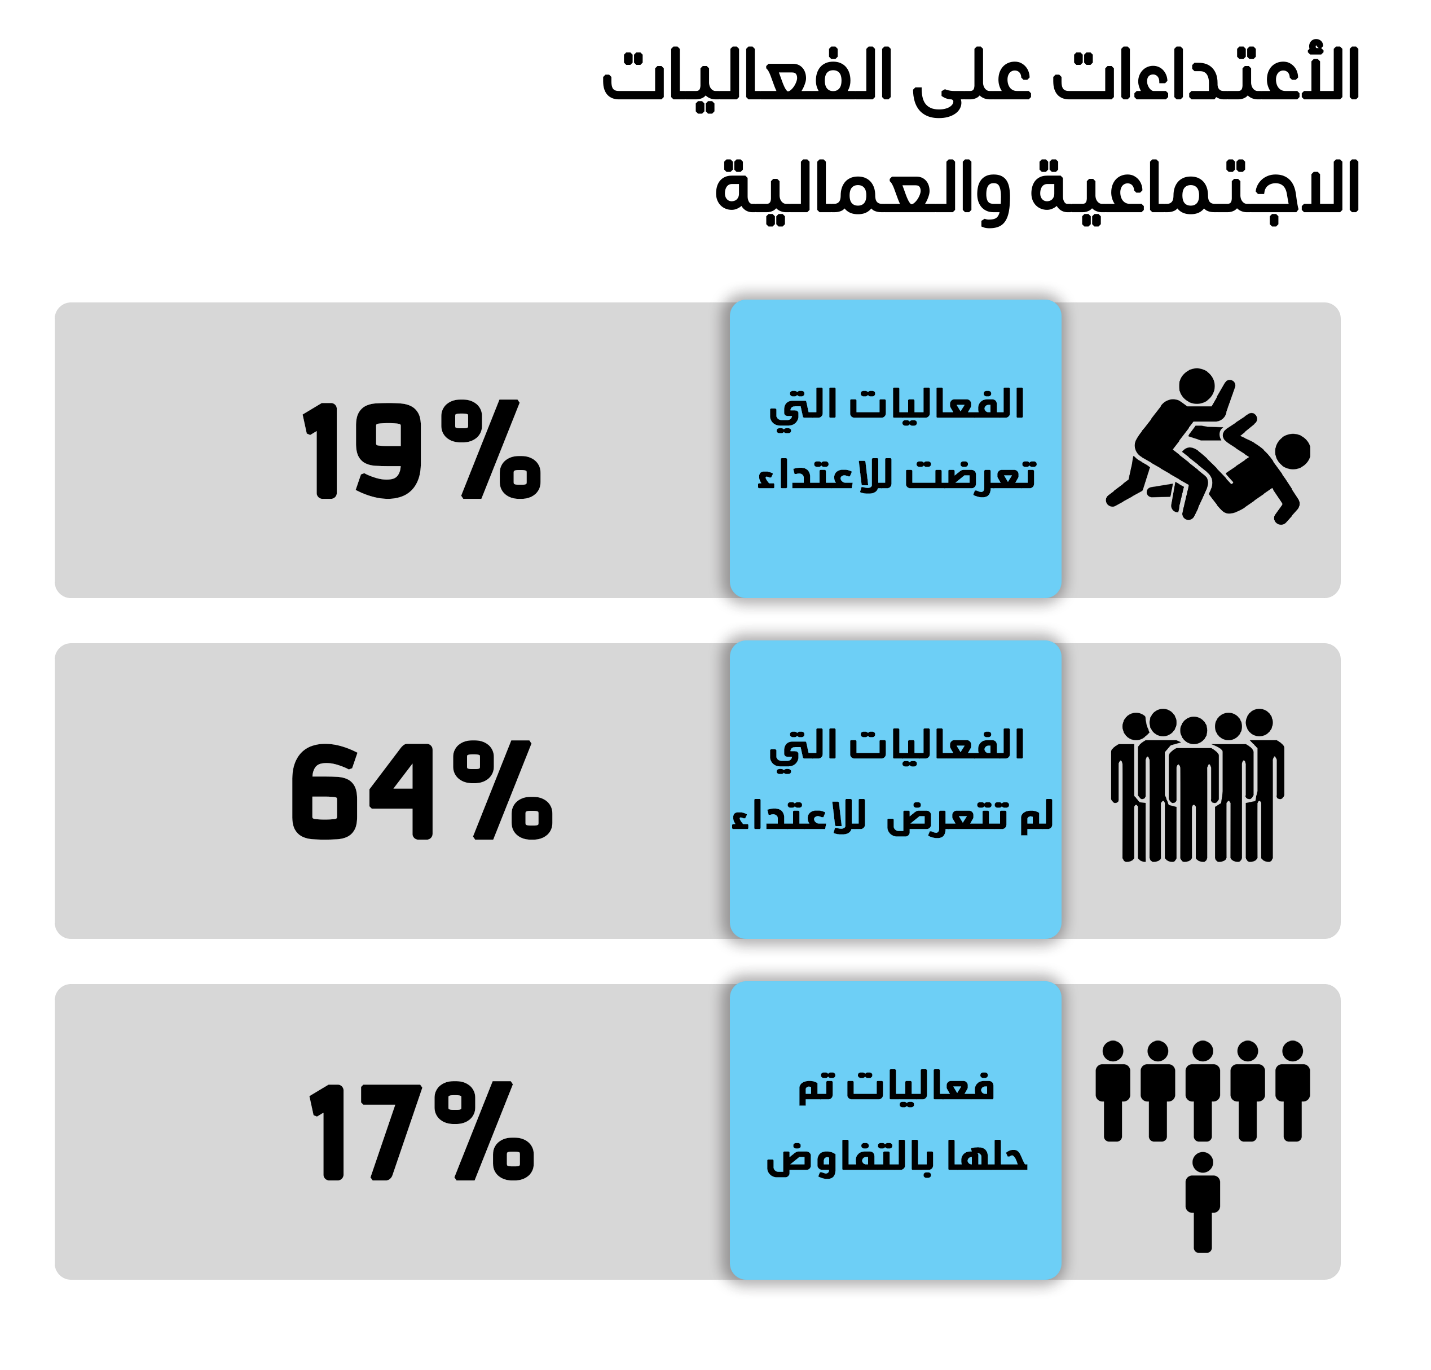 الأعتداءات على الفعاليات
الاجتماعية والعمالية
الفعاليات التي
تعرضت للاعتداء
19%
الفعاليات التي
لم تتعرض للاعتداء
64%
فعاليات تم
حلها بالتفاوض
17%